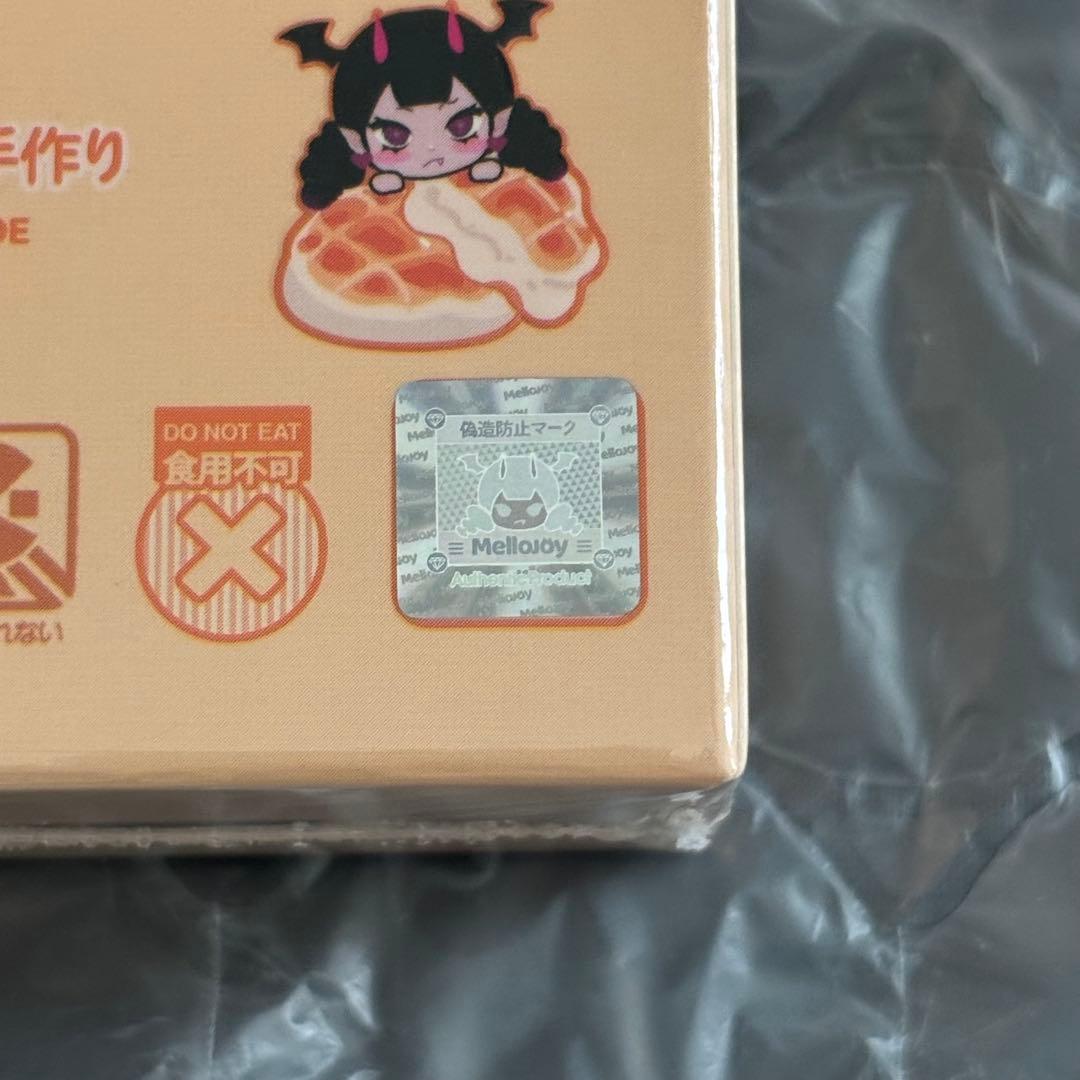 手作り
DE
DO NOT EAT
食用不可
れない
MelloJoy
偽造防止マーク
MelloJoy
Authentic Product